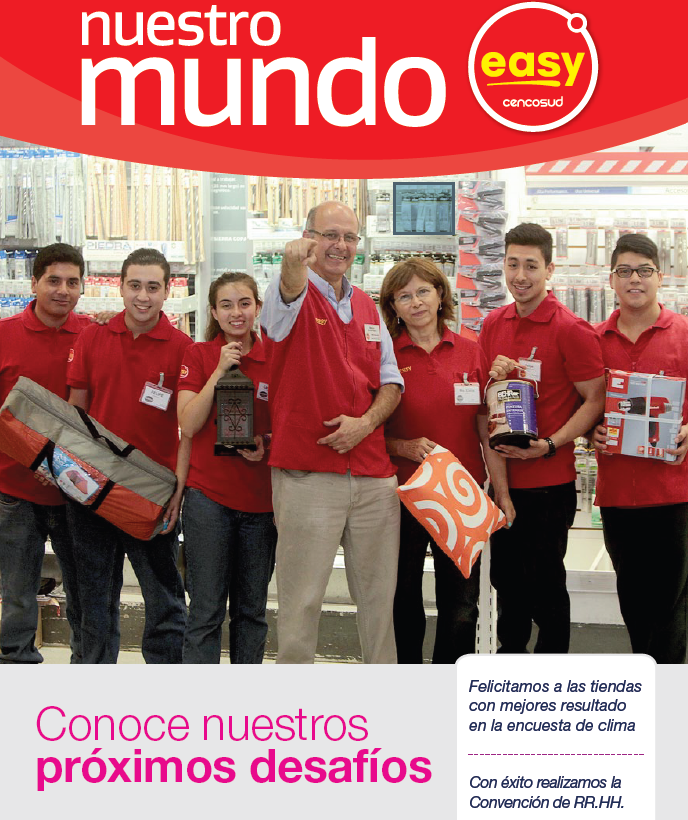 nuestro
mundo
easy
cencosud
Conoce nuestros
próximos desafíos
Felicitamos a las tiendas
con mejores resultado
en la encuesta de clima
Con éxito realizamos la
Convención de RR.HH.